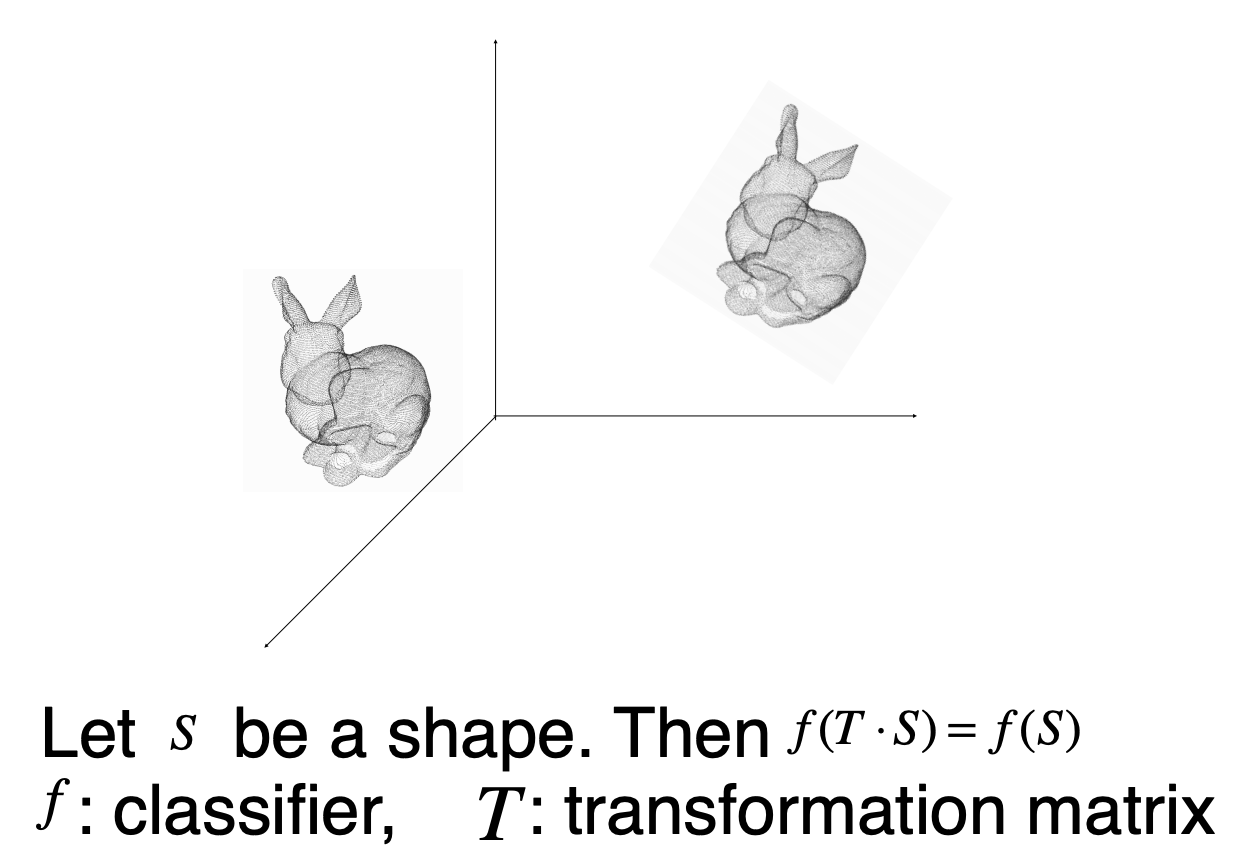 Let S be a shape. Then f(T · S) = f(S)
f : classifier, T : transformation matrix